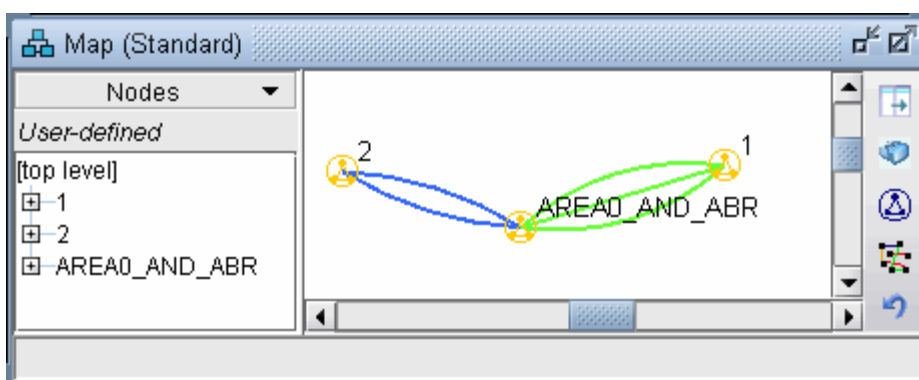 Map (Standard)
Nodes
User-defined
[top level]
1
2
AREA0_AND_ABR
2
1
AREA0_AND_ABR